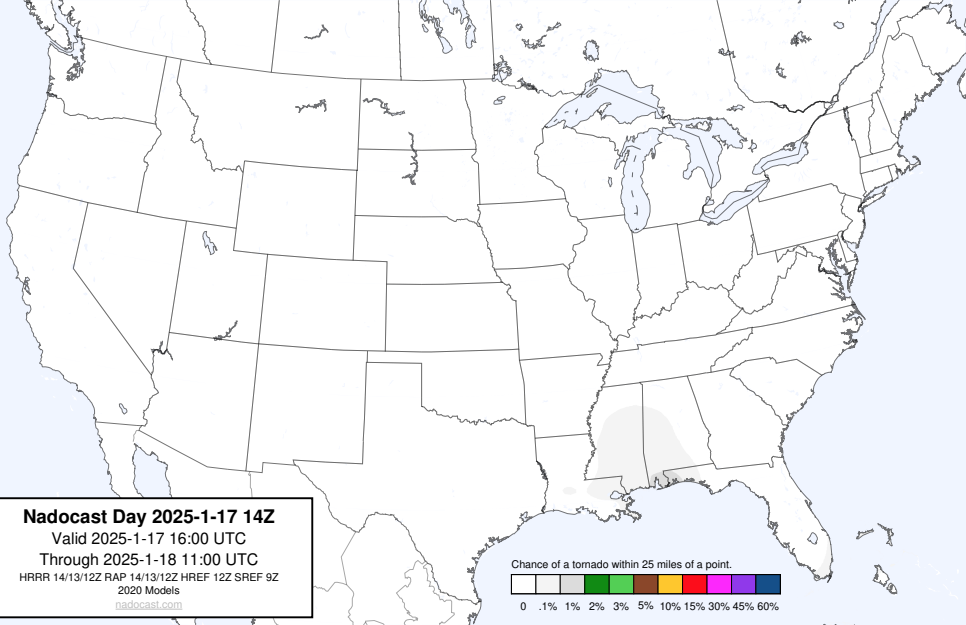 Nadocast Day 2025-1-17 14Z
Valid 2025-1-17 16:00 UTC
Through 2025-1-18 11:00 UTC
HRRR 14/13/12Z RAP 14/13/12Z HREF 12Z SREF 9Z
2020 Models
nadocast.com
Chance of a tornado within 25 miles of a point.
0 .1% 1% 2% 3% 5% 10% 15% 30% 45% 60%